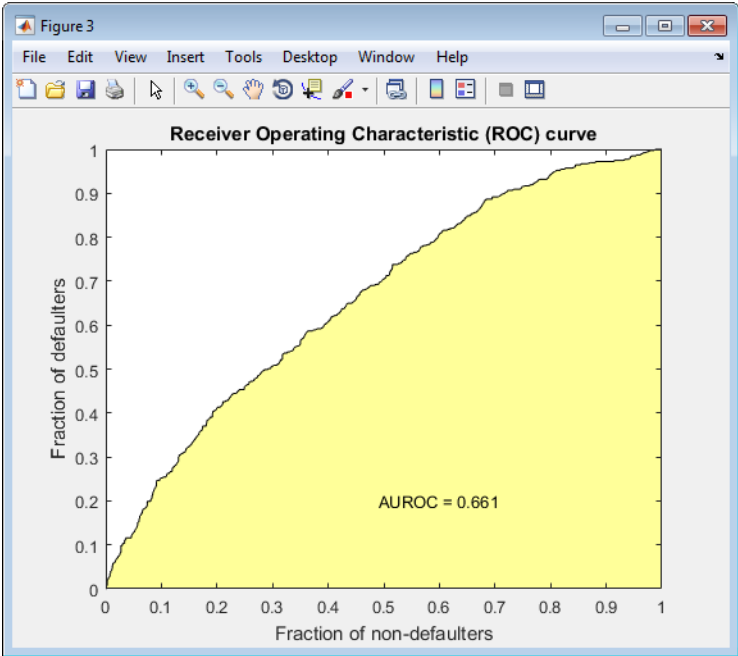 Figure 3
File Edit View Insert Tools Desktop Window Help
Receiver Operating Characteristic (ROC) curve
1
0.9
0.8
0.7
0.6
0.5
0.4
0.3
0.2
0.1
0
Fraction of defaulters
AUROC = 0.661
0 0.1 0.2 0.3 0.4 0.5 0.6 0.7 0.8 0.9 1
Fraction of non-defaulters